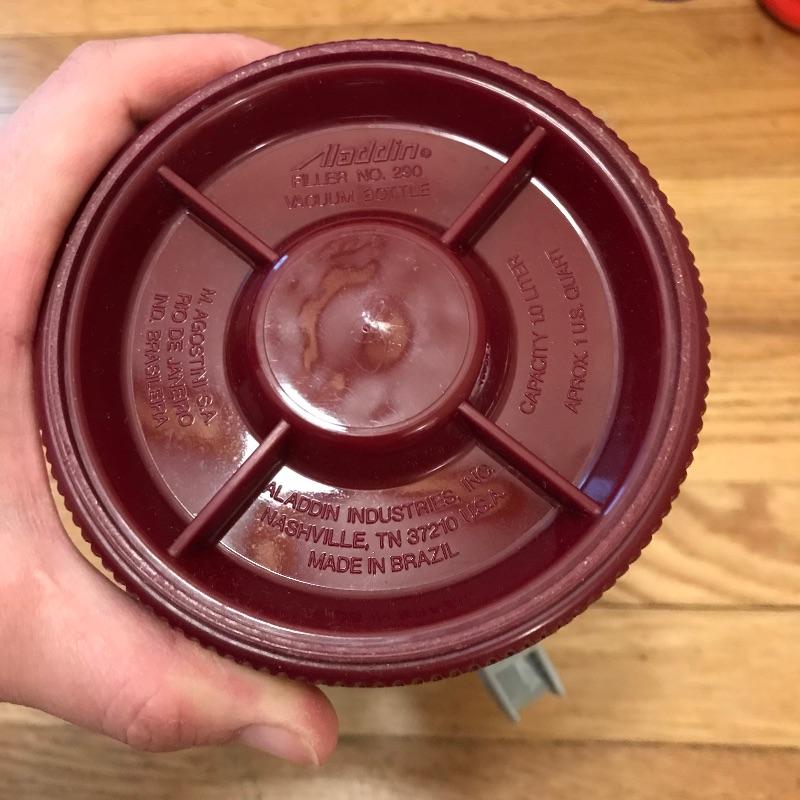 Aladdin®
FILLER NO. 290
VACUUM BOTTLE
CAPACITY 1.0 LITER
APROX. 1 U.S. QUART
ALADDIN INDUSTRIES, INC.
NASHVILLE, TN 37210 U.S.A.
MADE IN BRAZIL
M. AGOSTINI S.A.
RIO DE JANEIRO
IND. BRASILEIRA